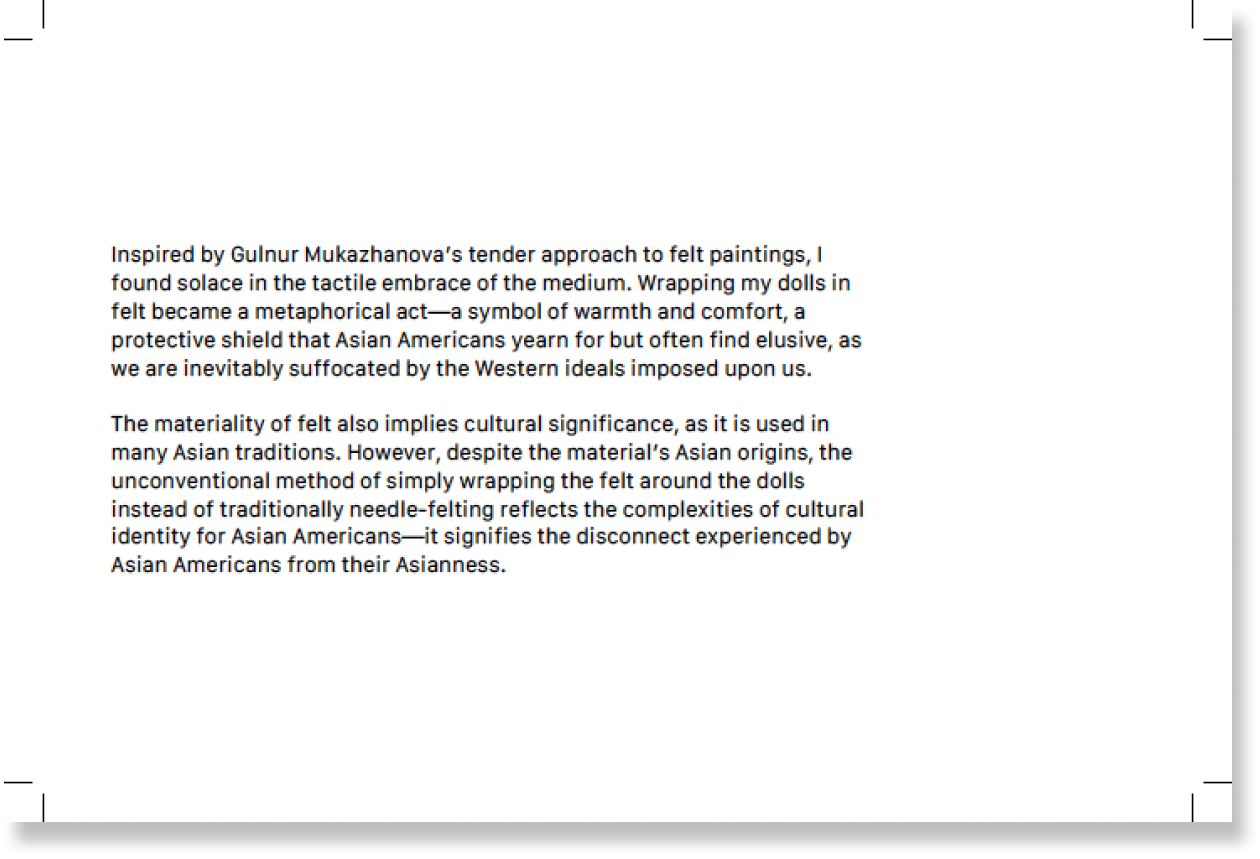 Inspired by Gulnur Mukazhanova’s tender approach to felt paintings, I
found solace in the tactile embrace of the medium. Wrapping my dolls in
felt became a metaphorical act—a symbol of warmth and comfort, a
protective shield that Asian Americans yearn for but often find elusive, as
we are inevitably suffocated by the Western ideals imposed upon us.
The materiality of felt also implies cultural significance, as it is used in
many Asian traditions. However, despite the material’s Asian origins, the
unconventional method of simply wrapping the felt around the dolls
instead of traditionally needle-felting reflects the complexities of cultural
identity for Asian Americans—it signifies the disconnect experienced by
Asian Americans from their Asianness.